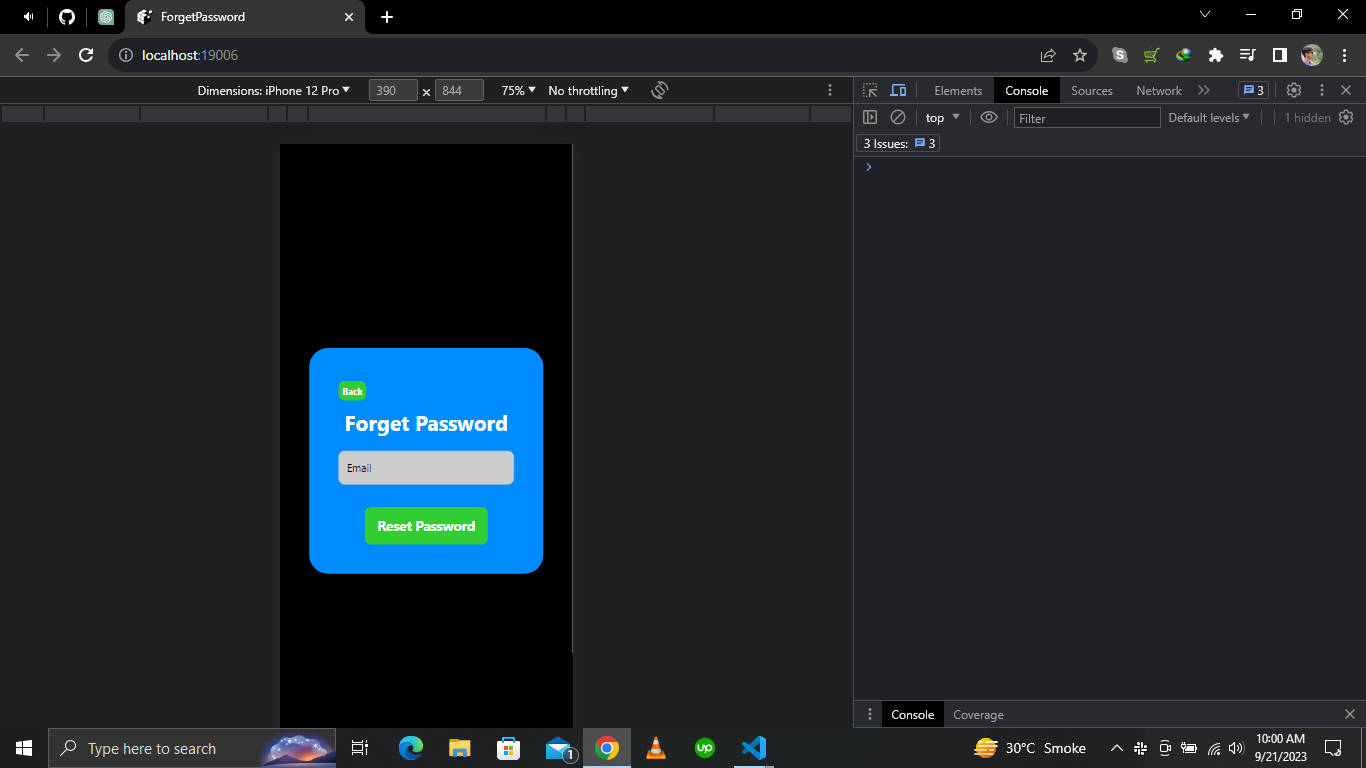 ForgetPassword
localhost:19006
Dimensions: iPhone 12 Pro
390 × 844
75%
No throttling
Elements
Console
Sources
Network
3
top
Filter
Default levels
1 hidden
3 Issues: 3
Back
Forget Password
Email
Reset Password
Console
Coverage
Type here to search
1
up
30°C Smoke
10:00 AM
9/21/2023